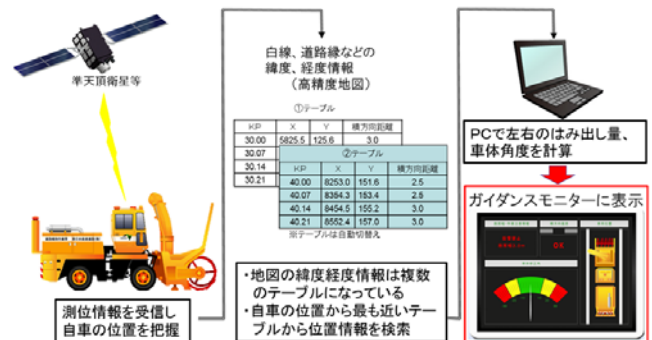 準天頂衛星等
測位情報を受信し
自車の位置を把握
白線、道路縁などの
緯度、経度情報
(高精度地図)
①テーブル
KP X Y 横方向距離
30.00 5825.5 125.6 3.0
30.07
30.14
30.21
②テーブル
KP X Y 横方向距離
40.00 8253.0 151.6 2.5
40.07 8354.3 153.4 2.5
40.14 8454.5 155.2 3.0
40.21 8552.4 157.0 3.0
※テーブルは自動切替え
・地図の緯度経度情報は複数
のテーブルになっている
・自車の位置から最も近いテー
ブルから位置情報を検索
PCで左右のはみ出し量、
車体角度を計算
ガイダンスモニターに表示